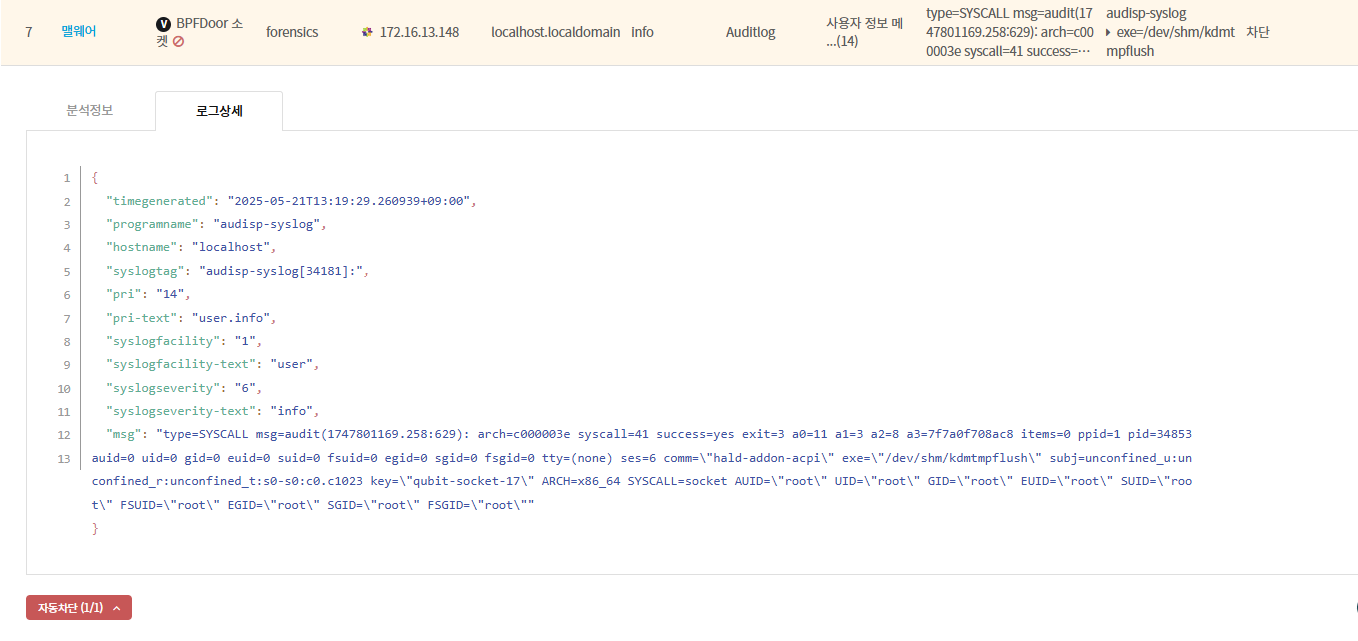 7 맬웨어 V BPFDoor 소 forensics 172.16.13.148 localhost.localdomain Info Auditlog 사용자 정보 메 type=SYSCALL msg=audit(17 audisp-syslog 차단
켓 ...(14) 47801169.258:629): arch=c00 exe=/dev/shm/kdmt
0003e syscall=41 success=… mpflush
분석정보 로그상세
1 {
2 "timegenerated": "2025-05-21T13:19:29.260939+09:00",
3 "programname": "audisp-syslog",
4 "hostname": "localhost",
5 "syslogtag": "audisp-syslog[34181]:",
6 "pri": "14",
7 "pri-text": "user.info",
8 "syslogfacility": "1",
9 "syslogfacility-text": "user",
10 "syslogseverity": "6",
11 "syslogseverity-text": "info",
12 "msg": "type=SYSCALL msg=audit(1747801169.258:629): arch=c000003e syscall=41 success=yes exit=3 a0=11 a1=3 a2=8 a3=7f7a0f708ac8 items=0 ppid=1 pid=34853
13 auid=0 uid=0 gid=0 euid=0 suid=0 fsuid=0 egid=0 sgid=0 fsgid=0 tty=(none) ses=6 comm=\"hald-addon-acpi\" exe=\"/dev/shm/kdmtmpflush\" subj=unconfined_u:un
confined_r:unconfined_t:s0-s0:c0.c1023 key=\"qubit-socket-17\" ARCH=x86_64 SYSCALL=socket AUID=\"root\" UID=\"root\" GID=\"root\" EUID=\"root\" SUID=\"roo
t\" FSUID=\"root\" EGID=\"root\" SGID=\"root\" FSGID=\"root\""
}
자동차단 (1/1)